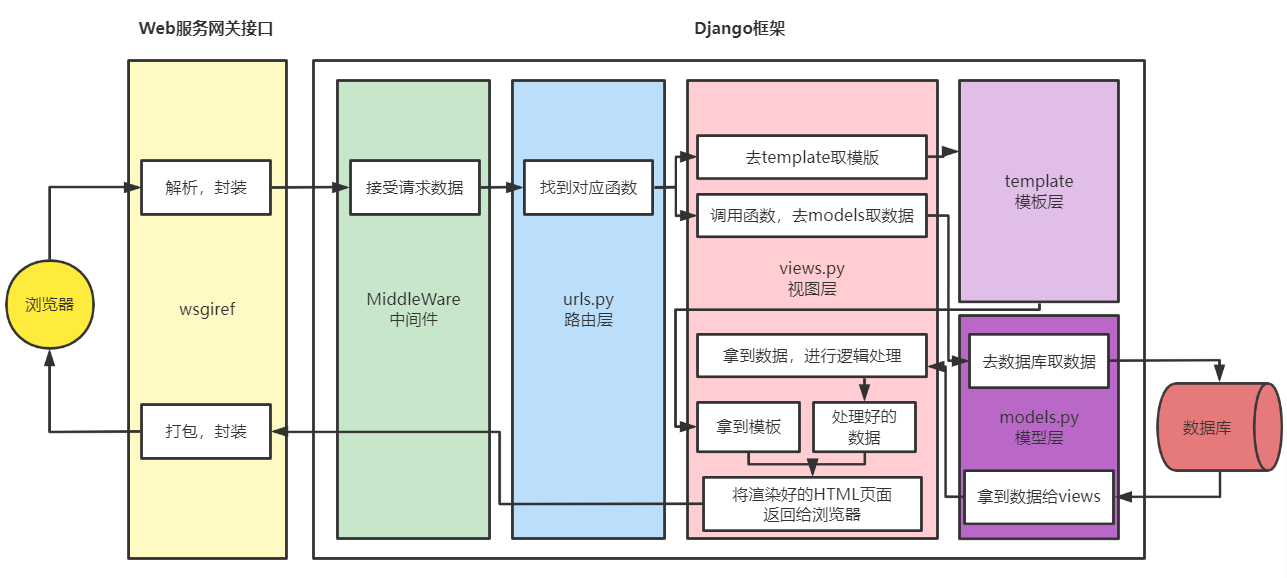 Web服务网关接口
Django框架
解析，封装
接受请求数据
找到对应函数
去template取模版
调用函数，去models取数据
template
模板层
views.py
视图层
浏览器
wsgiref
MiddleWare
中间件
urls.py
路由层
拿到数据，进行逻辑处理
去数据库取数据
models.py
模型层
数据库
打包，封装
拿到模板
处理好的
数据
将渲染好的HTML页面
返回给浏览器
拿到数据给views